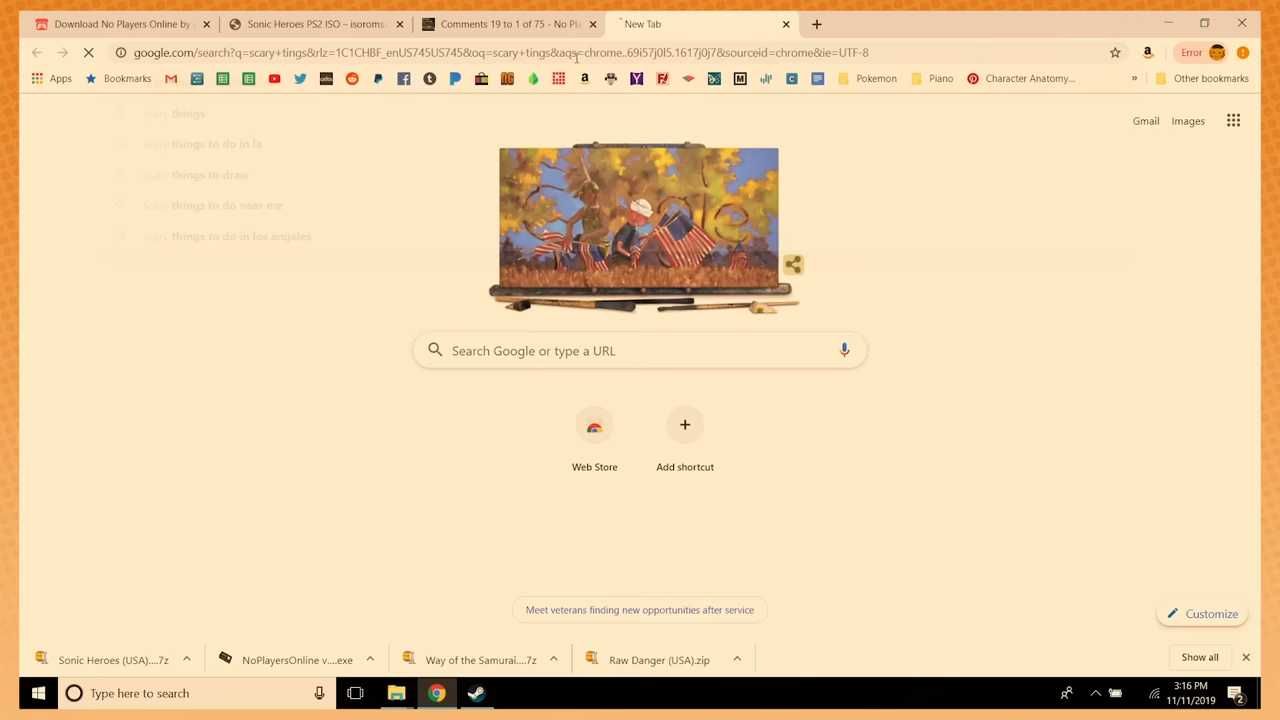 Download No Players Online by
Sonic Heroes PS2 ISO – isoroms.
Comments 19 to 1 of 75 - No Pla
New Tab
google.com/search?q=scary+tings&rlz=1C1CHBF_enUS745US745&oq=scary+tings&aqs=chrome..69i57j0l5.1617j0j7&sourceid=chrome&ie=UTF-8
Error
Apps
Bookmarks
Pokemon
Piano
Character Anatomy...
»
Other bookmarks
scary things
scary things to do in la
scary things to draw
scary things to do near me
things to do in los angeles
Gmail
Images
Search Google or type a URL
Web Store
Add shortcut
Meet veterans finding new opportunities after service
Customize
Sonic Heroes (USA)....7z
NoPlayersOnline v....exe
Way of the Samurai....7z
Raw Danger (USA).zip
Show all
Type here to search
3:16 PM
11/11/2019
2